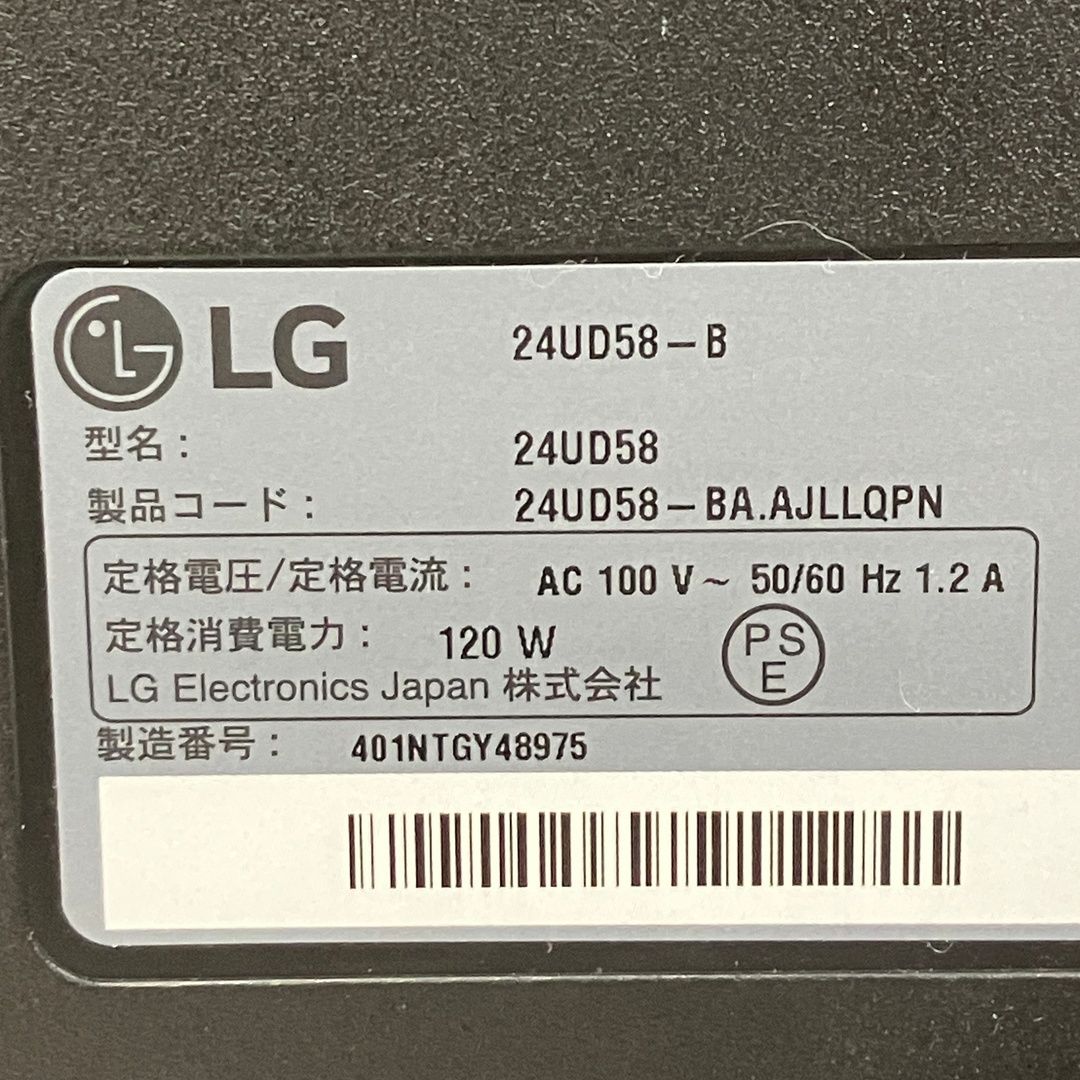 LG 24UD58-B
型名： 24UD58
製品コード： 24UD58-BA.AJLLQPN
定格電圧/定格電流： AC 100 V~ 50/60 Hz 1.2 A
定格消費電力： 120 W
PS
E
LG Electronics Japan 株式会社
製造番号： 401NTGY48975